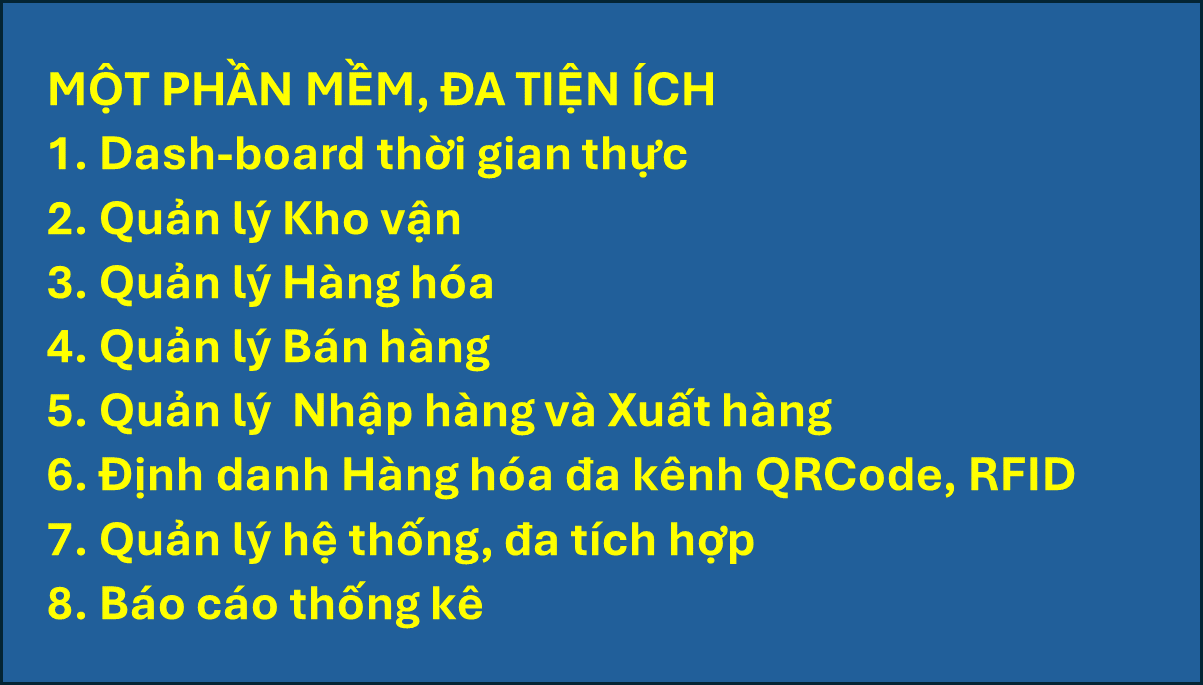 MỘT PHẦN MỀM, ĐA TIỆN ÍCH
1. Dash-board thời gian thực
2. Quản lý Kho vận
3. Quản lý Hàng hóa
4. Quản lý Bán hàng
5. Quản lý  Nhập hàng và Xuất hàng
6. Định danh Hàng hóa đa kênh QRCode, RFID
7. Quản lý hệ thống, đa tích hợp
8. Báo cáo thống kê